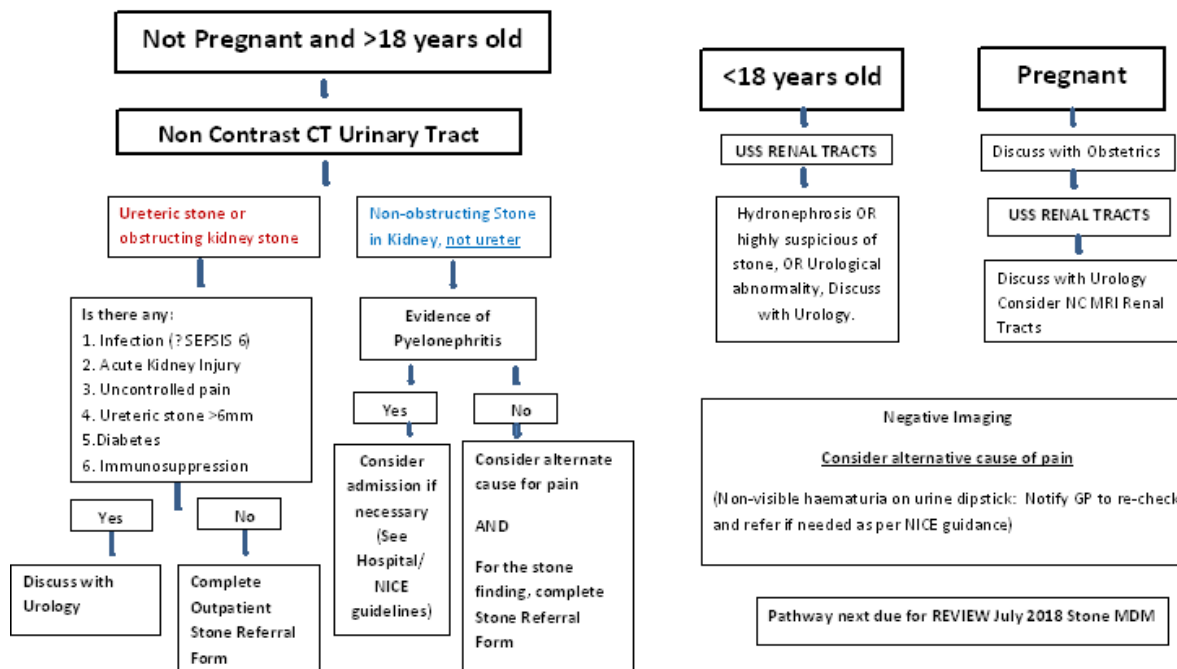 Not Pregnant and >18 years old
Non Contrast CT Urinary Tract
Ureteric stone or
obstructing kidney stone
Non-obstructing Stone
in Kidney, not ureter
Is there any:
1. Infection (?SEPSIS 6)
2. Acute Kidney Injury
3. Uncontrolled pain
4. Ureteric stone >6mm
5.Diabetes
6. Immunosuppression
Evidence of
Pyelonephritis
Yes
No
Yes
No
Discuss with
Urology
Complete
Outpatient
Stone Referral
Form
Consider
admission if
necessary
(See
Hospital/
NICE
guidelines)
Consider alternate
cause for pain
AND
For the stone
finding, complete
Stone Referral
Form
<18 years old
USS RENAL TRACTS
Hydronephrosis OR
highly suspicious of
stone, OR Urological
abnormality, Discuss
with Urology.
Pregnant
Discuss with Obstetrics
USS RENAL TRACTS
Discuss with Urology
Consider NC MRI Renal
Tracts
Negative Imaging
Consider alternative cause of pain
(Non-visible haematuria on urine dipstick: Notify GP to re-check
and refer if needed as per NICE guidance)
Pathway next due for REVIEW July 2018 Stone MDM